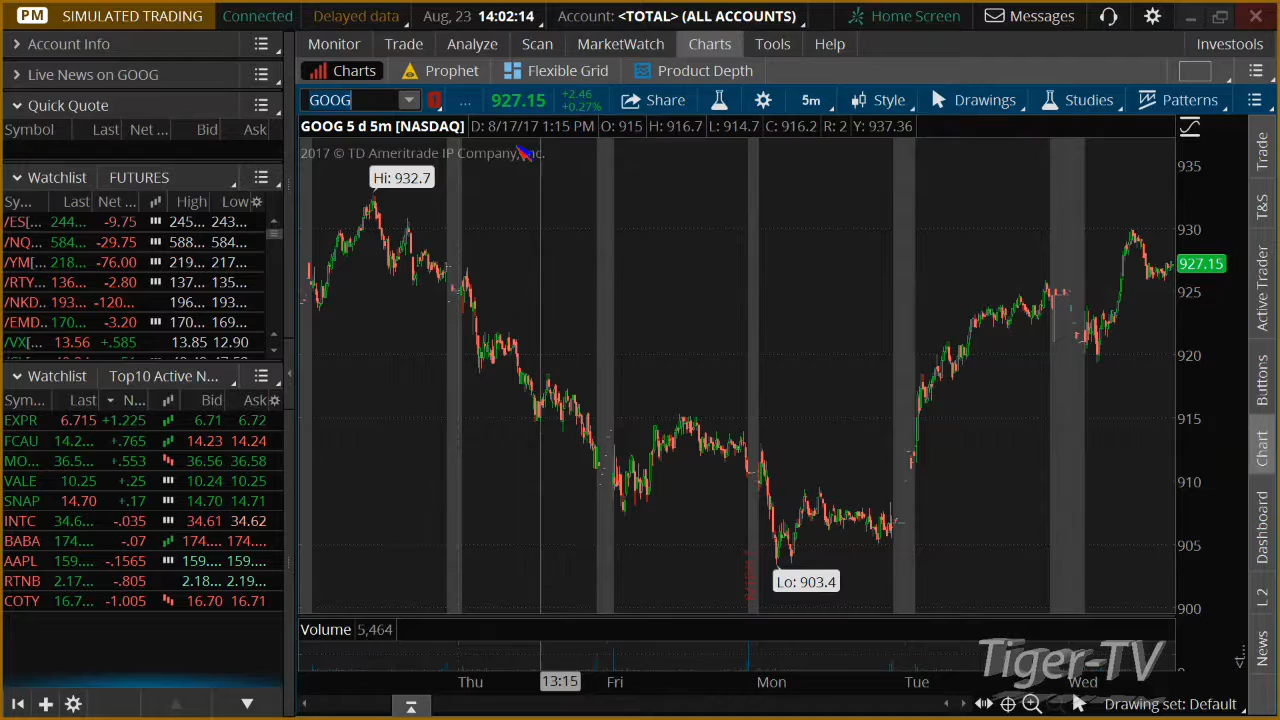 PM SIMULATED TRADING Connected Delayed data Aug, 23 14:02:14 Account: <TOTAL> (ALL ACCOUNTS) Home Screen Messages
Account Info
Monitor Trade Analyze Scan MarketWatch Charts Tools Help Investools
Live News on GOOG
Charts Prophet Flexible Grid Product Depth
Quick Quote
GOOG 927.15 +2.46 +0.27% Share 5m Style Drawings Studies Patterns
Symbol Last Net ... Bid Ask
GOOG 5 d 5m [NASDAQ] D: 8/17/17 1:15 PM O: 915 H: 916.7 L: 914.7 C: 916.2 R: 2 Y: 937.36
2017 © TD Ameritrade IP Company, Inc.
Watchlist FUTURES
Sy... Last Net ... High Low
/ES[... 244... -9.75 245... 243...
/NQ... 584... -29.75 588... 584...
/YM[... 218... -76.00 219... 217...
/RTY... 136... -2.80 137... 135...
/NKD... 193... -120... 196... 193...
/EMD... 170... -3.20 170... 169...
/VX[... 13.56 +.585 13.85 12.90
Watchlist Top10 Active N...
Sym... Last N... Bid Ask
EXPR 6.715 +1.225 6.71 6.72
FCAU 14.2... +.765 14.23 14.24
MO... 36.5... +.553 36.56 36.58
VALE 10.25 +.25 10.24 10.25
SNAP 14.70 +.17 14.70 14.71
INTC 34.6... -.035 34.61 34.62
BABA 174.... -.07 174.... 174....
AAPL 159.... -.1565 159.... 159....
RTNB 2.17... -.805 2.18... 2.19...
COTY 16.7... -1.005 16.70 16.71
Hi: 932.7
Lo: 903.4
935
930
927.15
925
920
915
910
905
900
Volume 5,464
Thu 13:15 Fri Mon Tue Wed
Trade
T&S
Active Trader
Buttons
Chart
Dashboard
L 2
News
Tiger-TV
Drawing set: Default